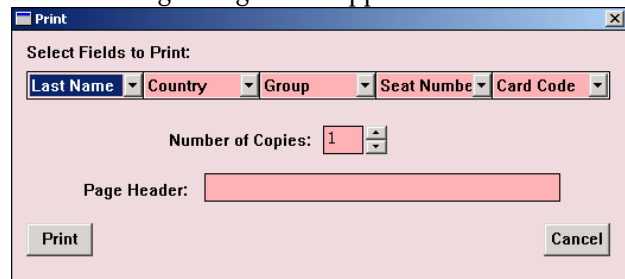 Print
Select Fields to Print:
Last Name Country Group Seat Numbe Card Code
Number of Copies: 1
Page Header:
Print Cancel